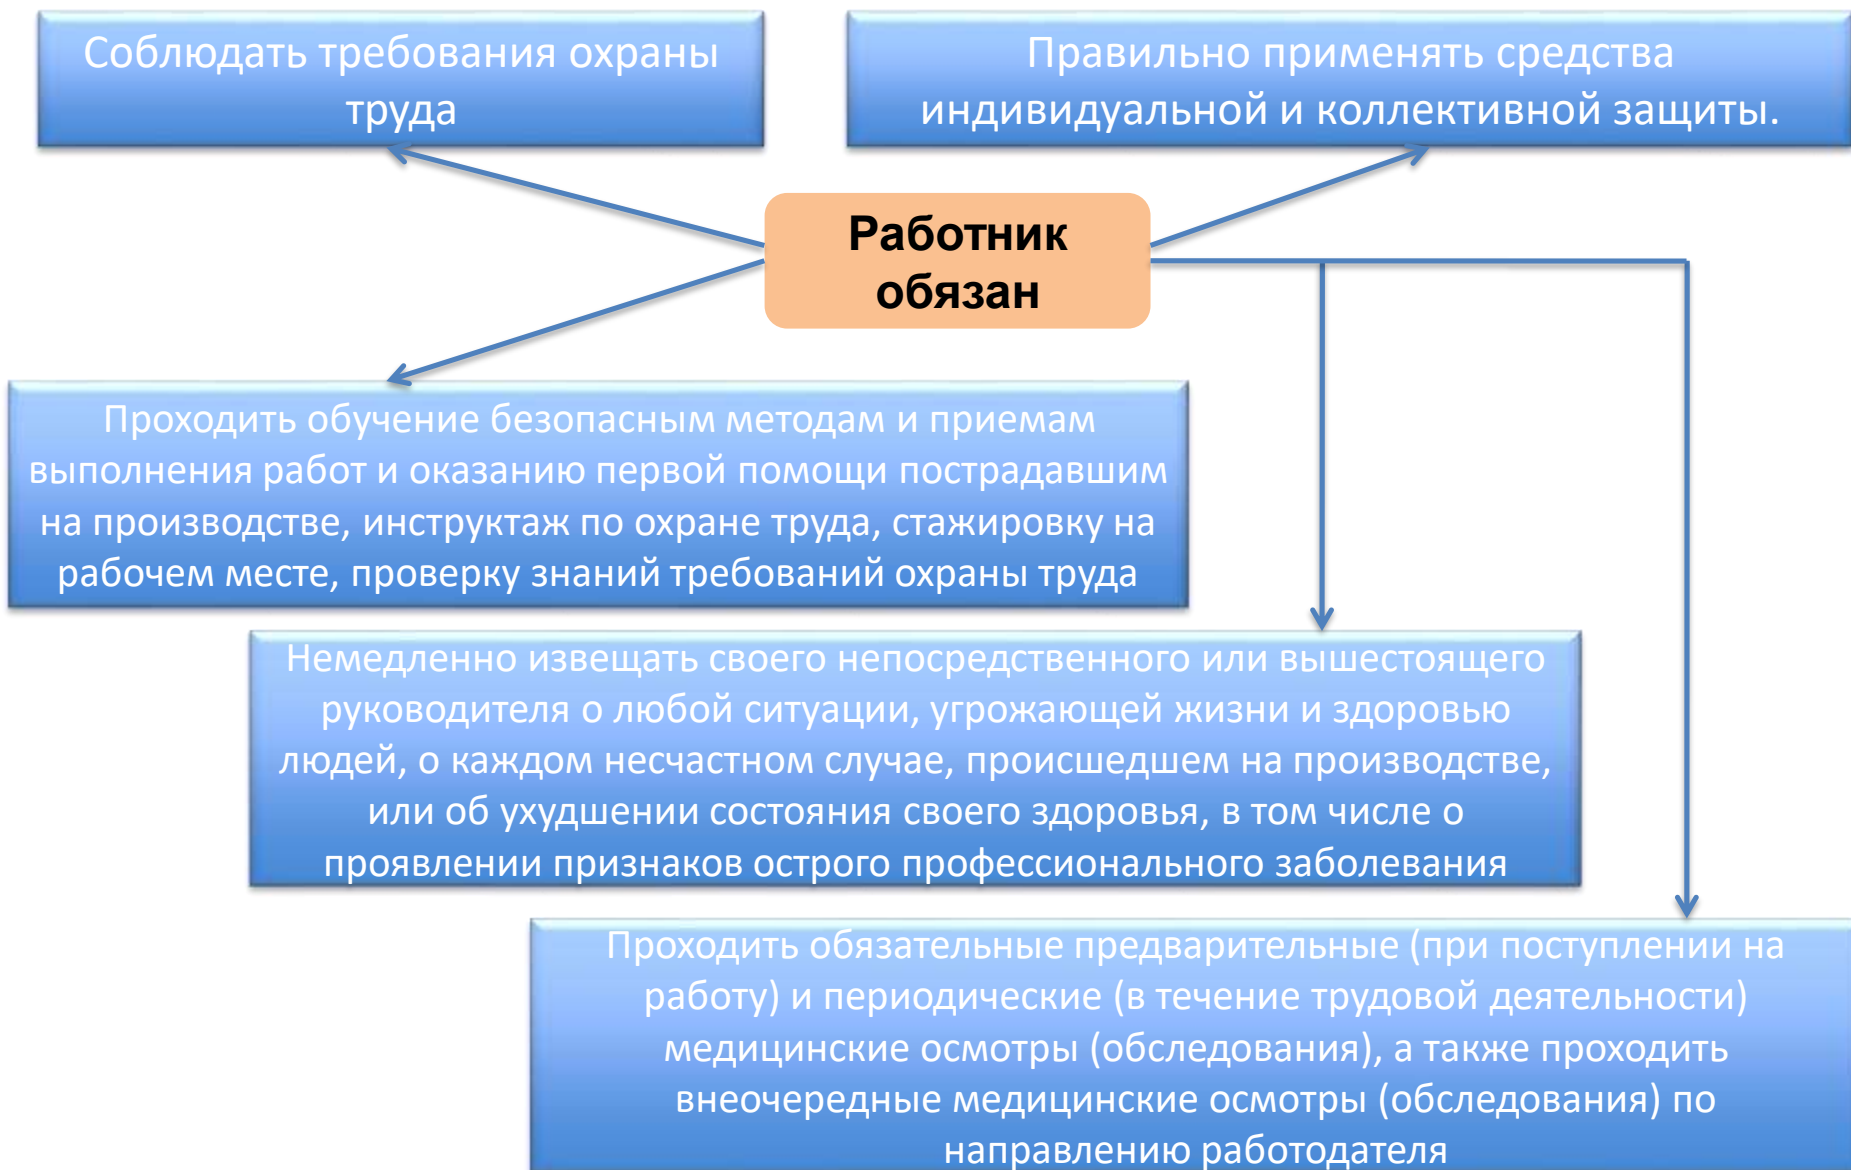 Соблюдать требования охраны
труда
Правильно применять средства
индивидуальной и коллективной защиты.
Работник
обязан
Проходить обучение безопасным методам и приемам
выполнения работ и оказанию первой помощи пострадавшим
на производстве, инструктаж по охране труда, стажировку на
рабочем месте, проверку знаний требований охраны труда
Немедленно извещать своего непосредственного или вышестоящего
руководителя о любой ситуации, угрожающей жизни и здоровью
людей, о каждом несчастном случае, происшедшем на производстве,
или об ухудшении состояния своего здоровья, в том числе о
проявлении признаков острого профессионального заболевания
Проходить обязательные предварительные (при поступлении на
работу) и периодические (в течение трудовой деятельности)
медицинские осмотры (обследования), а также проходить
внеочередные медицинские осмотры (обследования) по
направлению работодателя